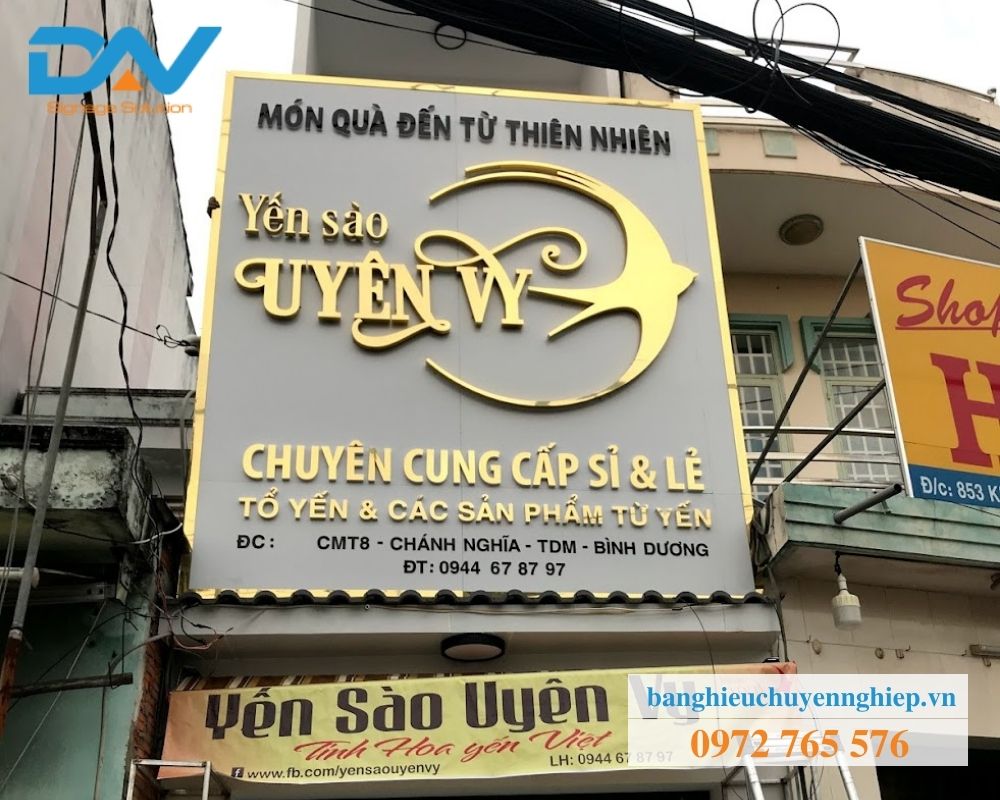 DAV
Signage Solution
MÓN QUÀ ĐẾN TỪ THIÊN NHIÊN
Yến sào
UYÊN VY
CHUYÊN CUNG CẤP SỈ & LẺ
TỔ YẾN & CÁC SẢN PHẨM TỪ YẾN
ĐC : CMT8 - CHÁNH NGHĨA - TDM - BÌNH DƯƠNG
ĐT: 0944 67 87 97
Shop
H
Đ/c: 853 K
Yến Sào Uyên Vy
Tinh Hoa yến Việt
www.fb.com/yensaouyenvy
LH: 0944 67 87 97
banghieuchuyennghiep.vn
0972 765 576